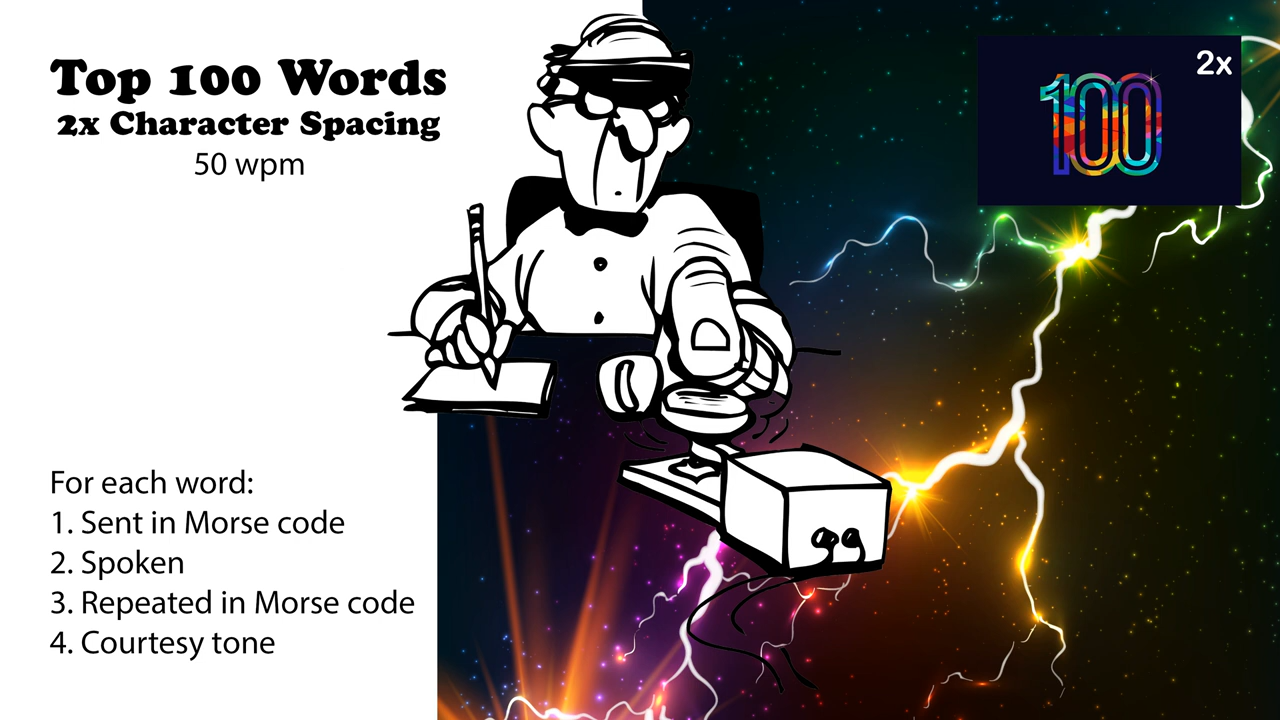 Top 100 Words
2x Character Spacing
50 wpm
2x
100
For each word:
1. Sent in Morse code
2. Spoken
3. Repeated in Morse code
4. Courtesy tone